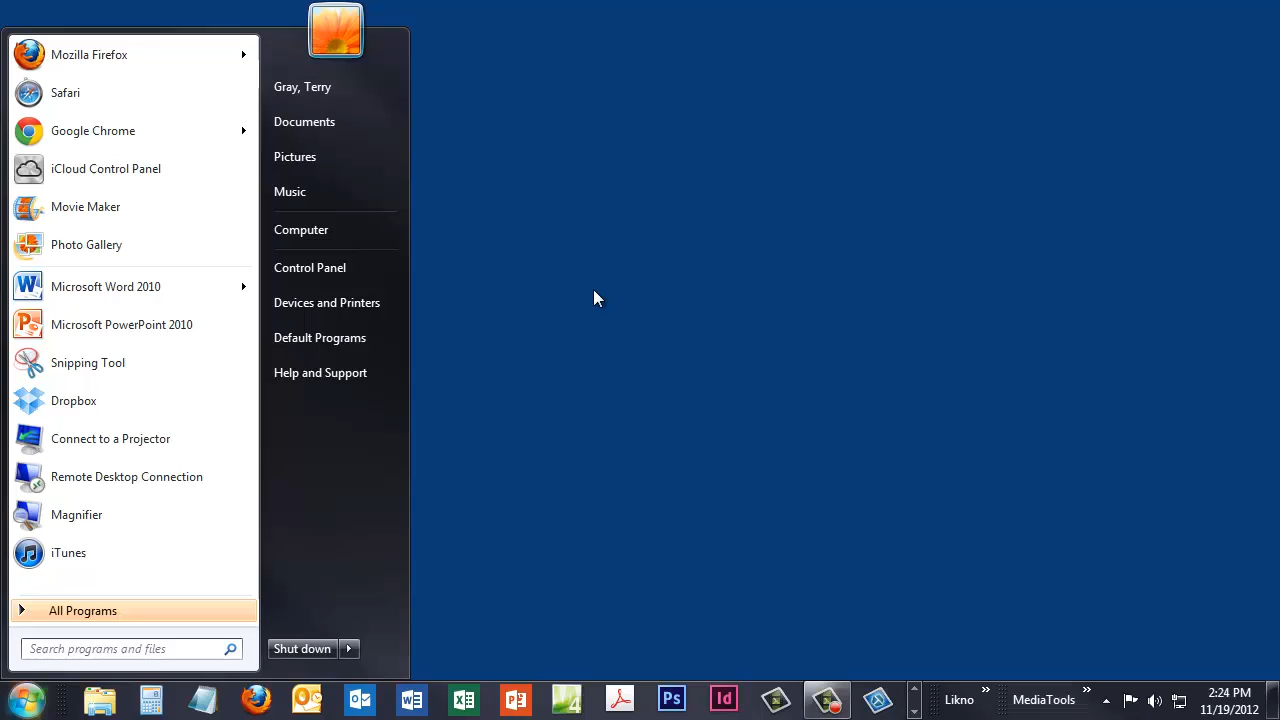 Mozilla Firefox
Safari
Google Chrome
iCloud Control Panel
Movie Maker
Photo Gallery
Microsoft Word 2010
Microsoft PowerPoint 2010
Snipping Tool
Dropbox
Connect to a Projector
Remote Desktop Connection
Magnifier
iTunes
All Programs
Search programs and files
Gray, Terry
Documents
Pictures
Music
Computer
Control Panel
Devices and Printers
Default Programs
Help and Support
Shut down
Ps
Id
Likno
MediaTools
2:24 PM
11/19/2012